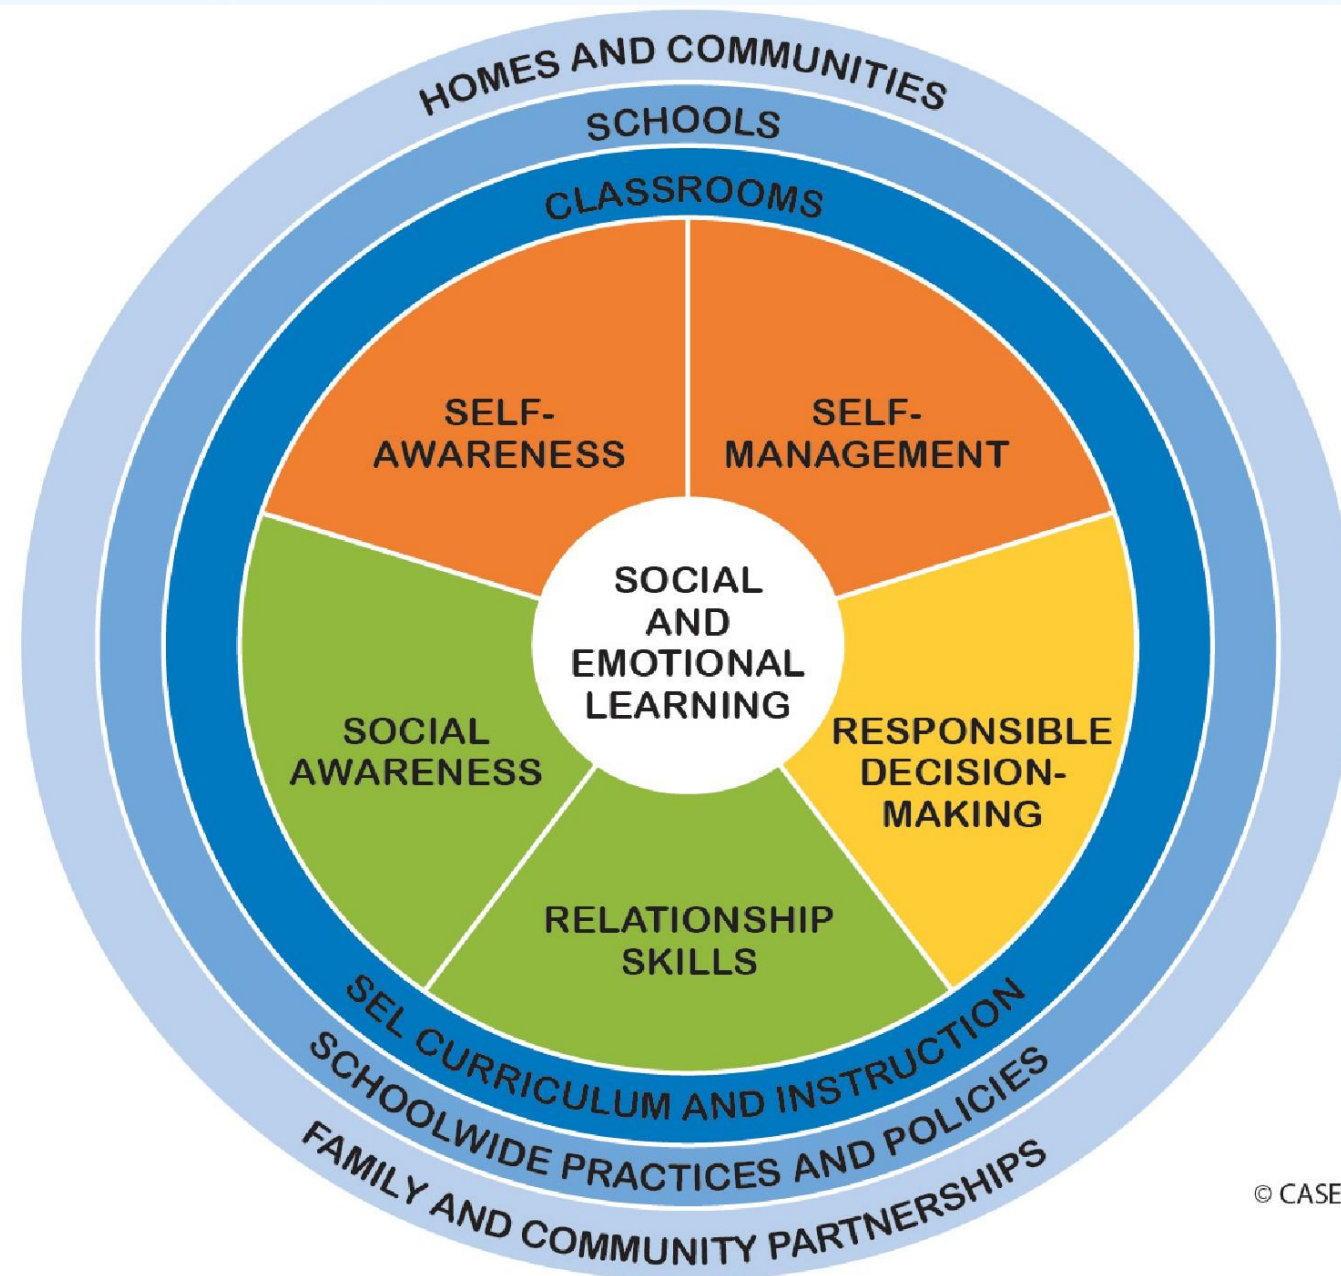 HOMES AND COMMUNITIES
SCHOOLS
CLASSROOMS
SELF-
AWARENESS
SELF-
MANAGEMENT
SOCIAL
AND
EMOTIONAL
LEARNING
SOCIAL
AWARENESS
RESPONSIBLE
DECISION-
MAKING
RELATIONSHIP
SKILLS
SEL CURRICULUM AND INSTRUCTION
SCHOOLWIDE PRACTICES AND POLICIES
FAMILY AND COMMUNITY PARTNERSHIPS
© CASE